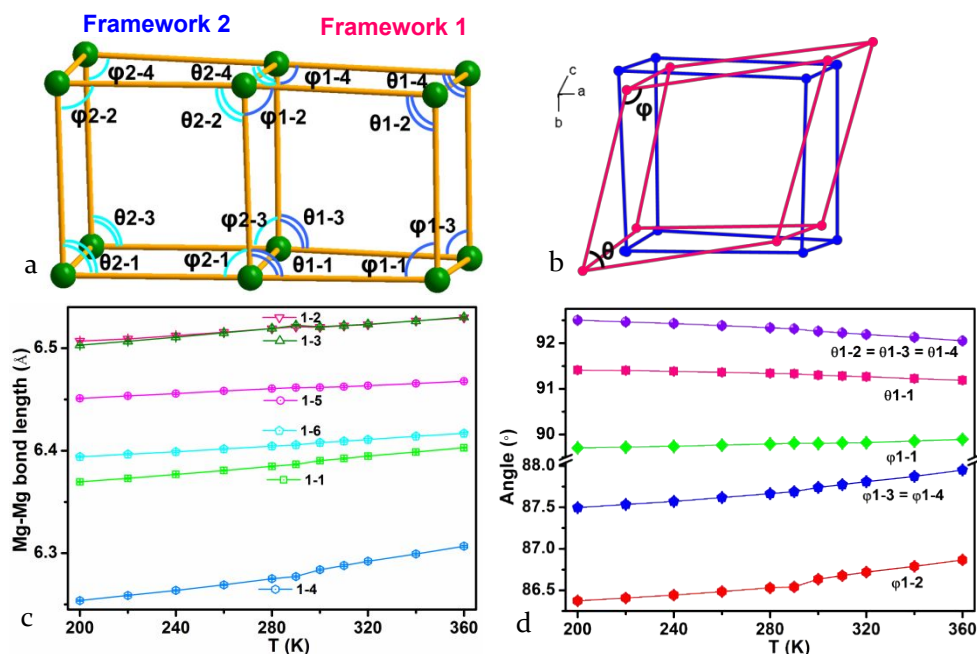 Framework 2
Framework 1
φ2-4
θ2-4
φ1-4
θ1-4
φ2-2
θ2-2
φ1-2
θ1-2
θ2-3
φ2-3
θ1-3
φ1-3
θ2-1
φ2-1
θ1-1
φ1-1
a
c
a
b
φ
θ
b
Mg-Mg bond length (Å)
6.5
6.4
6.3
1-2
1-3
1-5
1-6
1-1
1-4
200 240 280 320 360
T (K)
c
Angle (°)
92
91
90
88.0
87.5
87.0
86.5
θ1-2 = θ1-3 = θ1-4
θ1-1
φ1-1
φ1-3 = φ1-4
φ1-2
200 240 280 320 360
T (K)
d